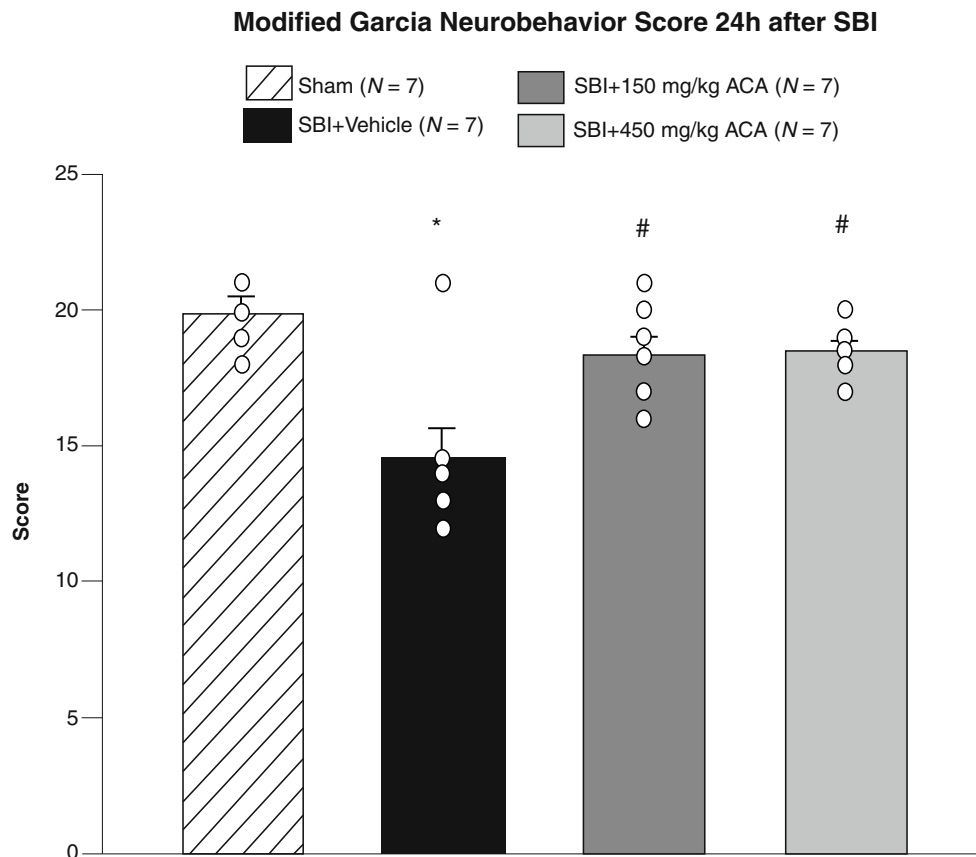 Modified Garcia Neurobehavior Score 24h after SBI
Sham (N = 7)
SBI+Vehicle (N = 7)
SBI+150 mg/kg ACA (N = 7)
SBI+450 mg/kg ACA (N = 7)
25
20
15
10
5
0
Score
*
#
#